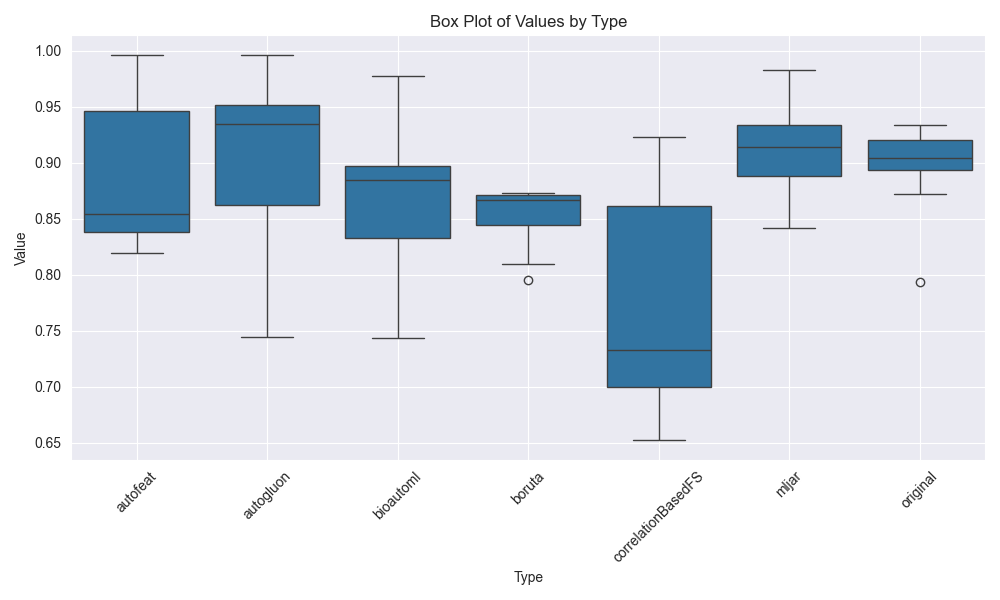 Box Plot of Values by Type
1.00
0.95
0.90
0.85
0.80
0.75
0.70
0.65
Value
autofeat
autogluon
bioautoml
boruta
correlationBasedFS
mljar
original
Type